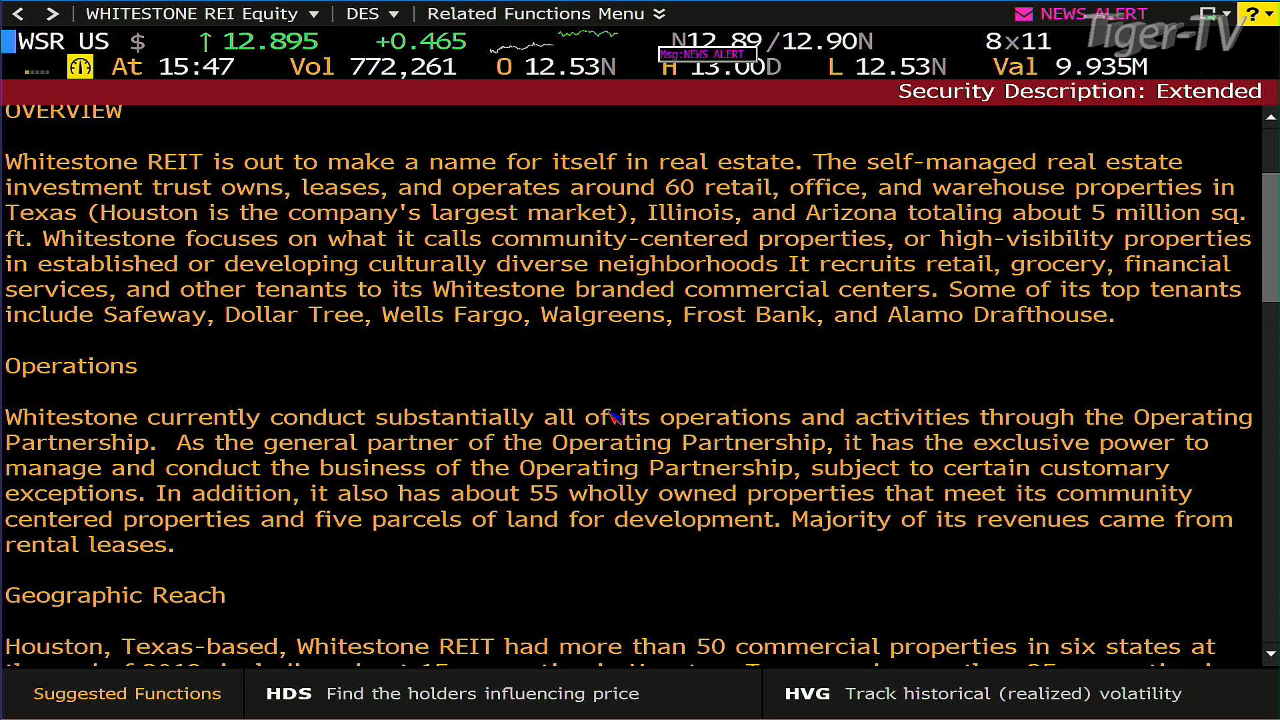 < > WHITESTONE REI Equity ▼ DES ▼ Related Functions Menu NEWS ALERT ? ▼
WSR US $ ↑ 12.895 +0.465 N12.89/12.90N 8x11 Tiger-TV
Msg:NEWS ALERT
At 15:47 Vol 772,261 O 12.53N H 13.00D L 12.53N Val 9.935M
Security Description: Extended
OVERVIEW
Whitestone REIT is out to make a name for itself in real estate. The self-managed real estate
investment trust owns, leases, and operates around 60 retail, office, and warehouse properties in
Texas (Houston is the company's largest market), Illinois, and Arizona totaling about 5 million sq.
ft. Whitestone focuses on what it calls community-centered properties, or high-visibility properties
in established or developing culturally diverse neighborhoods It recruits retail, grocery, financial
services, and other tenants to its Whitestone branded commercial centers. Some of its top tenants
include Safeway, Dollar Tree, Wells Fargo, Walgreens, Frost Bank, and Alamo Drafthouse.
Operations
Whitestone currently conduct substantially all of its operations and activities through the Operating
Partnership. As the general partner of the Operating Partnership, it has the exclusive power to
manage and conduct the business of the Operating Partnership, subject to certain customary
exceptions. In addition, it also has about 55 wholly owned properties that meet its community
centered properties and five parcels of land for development. Majority of its revenues came from
rental leases.
Geographic Reach
Houston, Texas-based, Whitestone REIT had more than 50 commercial properties in six states at
Suggested Functions HDS Find the holders influencing price HVG Track historical (realized) volatility